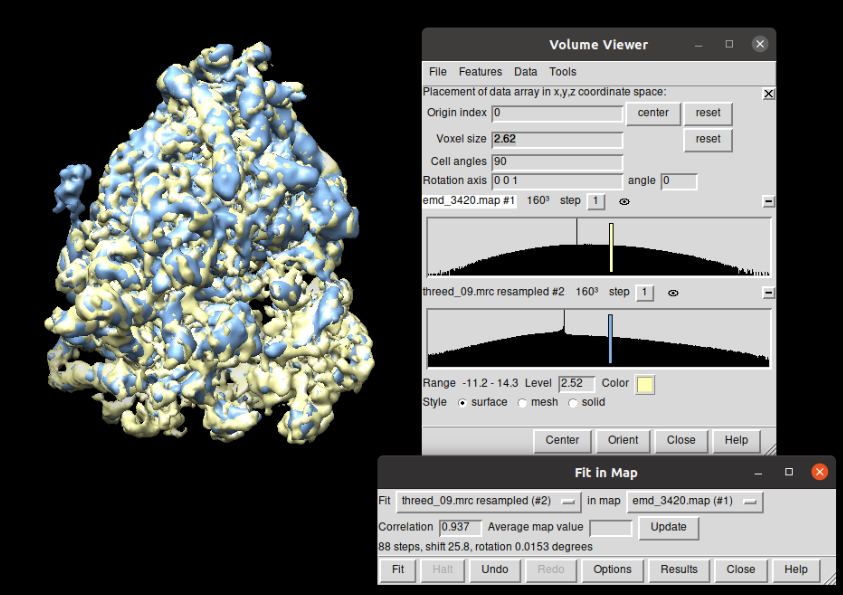 Volume Viewer
File Features Data Tools
Placement of data array in x,y,z coordinate space:
Origin index 0 center reset
Voxel size 2.62 reset
Cell angles 90
Rotation axis 0 0 1 angle 0
emd_3420.map #1 160³ step 1
threed_09.mrc resampled #2 160³ step 1
Range -11.2 - 14.3 Level 2.52 Color
Style surface mesh solid
Center Orient Close Help
Fit in Map
Fit threed_09.mrc resampled (#2) in map emd_3420.map (#1)
Correlation 0.937 Average map value Update
88 steps, shift 25.8, rotation 0.0153 degrees
Fit Halt Undo Redo Options Results Close Help